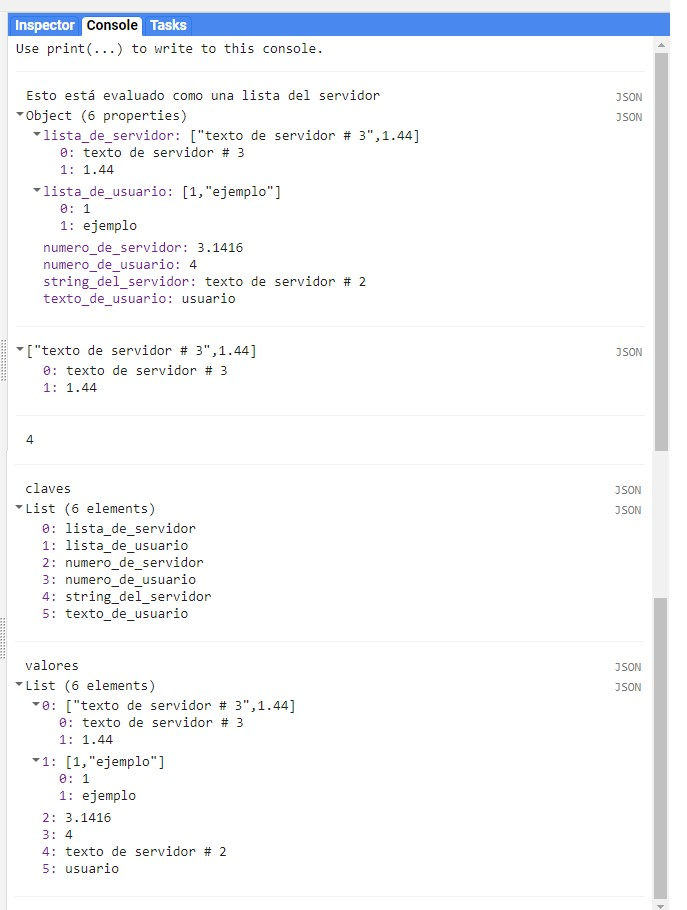 Inspector Console Tasks
Use print(...) to write to this console.
Esto está evaluado como una lista del servidor JSON
Object (6 properties) JSON
lista_de_servidor: ["texto de servidor # 3",1.44]
0: texto de servidor # 3
1: 1.44
lista_de_usuario: [1,"ejemplo"]
0: 1
1: ejemplo
numero_de_servidor: 3.1416
numero_de_usuario: 4
string_del_servidor: texto de servidor # 2
texto_de_usuario: usuario
["texto de servidor # 3",1.44] JSON
0: texto de servidor # 3
1: 1.44
4
claves JSON
List (6 elements) JSON
0: lista_de_servidor
1: lista_de_usuario
2: numero_de_servidor
3: numero_de_usuario
4: string_del_servidor
5: texto_de_usuario
valores JSON
List (6 elements) JSON
0: ["texto de servidor # 3",1.44]
0: texto de servidor # 3
1: 1.44
1: [1,"ejemplo"]
0: 1
1: ejemplo
2: 3.1416
3: 4
4: texto de servidor # 2
5: usuario